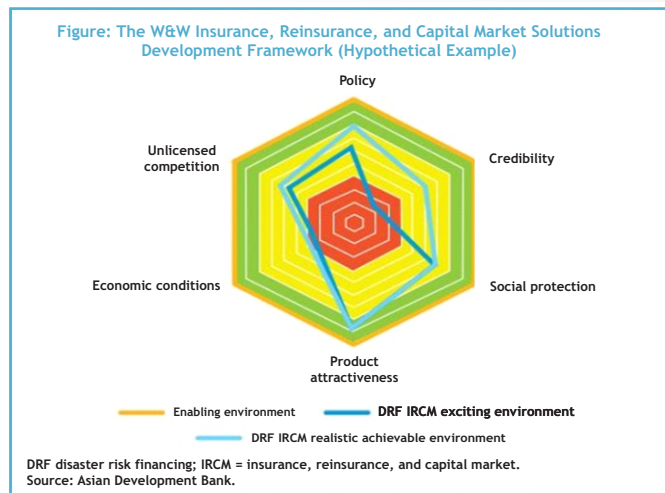 Figure: The W&W Insurance, Reinsurance, and Capital Market Solutions
Development Framework (Hypothetical Example)
Policy
Unlicensed
competition
Credibility
Economic conditions
Social protection
Product
attractiveness
Enabling environment
DRF IRCM exciting environment
DRF IRCM realistic achievable environment
DRF disaster risk financing; IRCM = insurance, reinsurance, and capital market.
Source: Asian Development Bank.